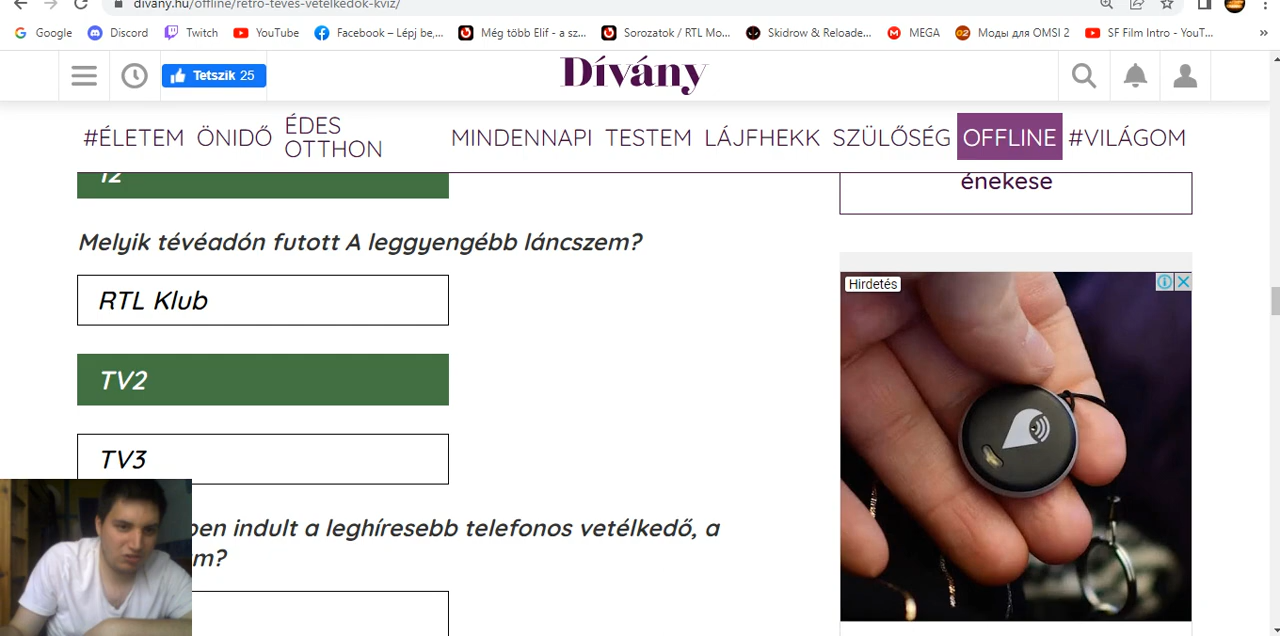 divany.hu/offline/retro-teves-vetelkedok-kviz/
Google Discord Twitch YouTube Facebook – Lépj be,... Még több Elif - a sz... Sorozatok / RTL Mo... Skidrow & Reloade... MEGA Моды для OMSI 2 SF Film Intro - YouT... »
Tetszik 25
Dívány
#ÉLETEM ÖNIDŐ ÉDES OTTHON MINDENNAPI TESTEM LÁJFHEKK SZÜLŐSÉG OFFLINE #VILÁGOM
12
énekese
Melyik tévéadón futott A leggyengébb láncszem?
RTL Klub
TV2
TV3
Hirdetés
ben indult a leghíresebb telefonos vetélkedő, a
m?